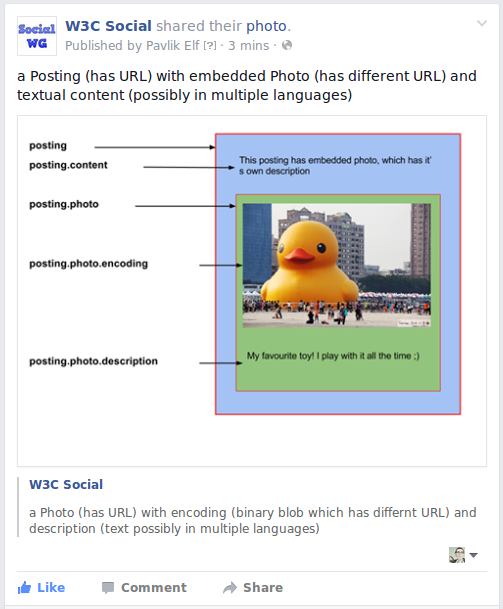 Social WG
W3C Social shared their photo.
Published by Pavlik Elf [?] · 3 mins ·
a Posting (has URL) with embedded Photo (has different URL) and
textual content (possibly in multiple languages)
posting
posting.content
This posting has embedded photo, which has it'
s own description
posting.photo
posting.photo.encoding
posting.photo.description
My favourite toy! I play with it all the time ;)
W3C Social
a Photo (has URL) with encoding (binary blob which has differnt URL) and
description (text possibly in multiple languages)
Like Comment Share